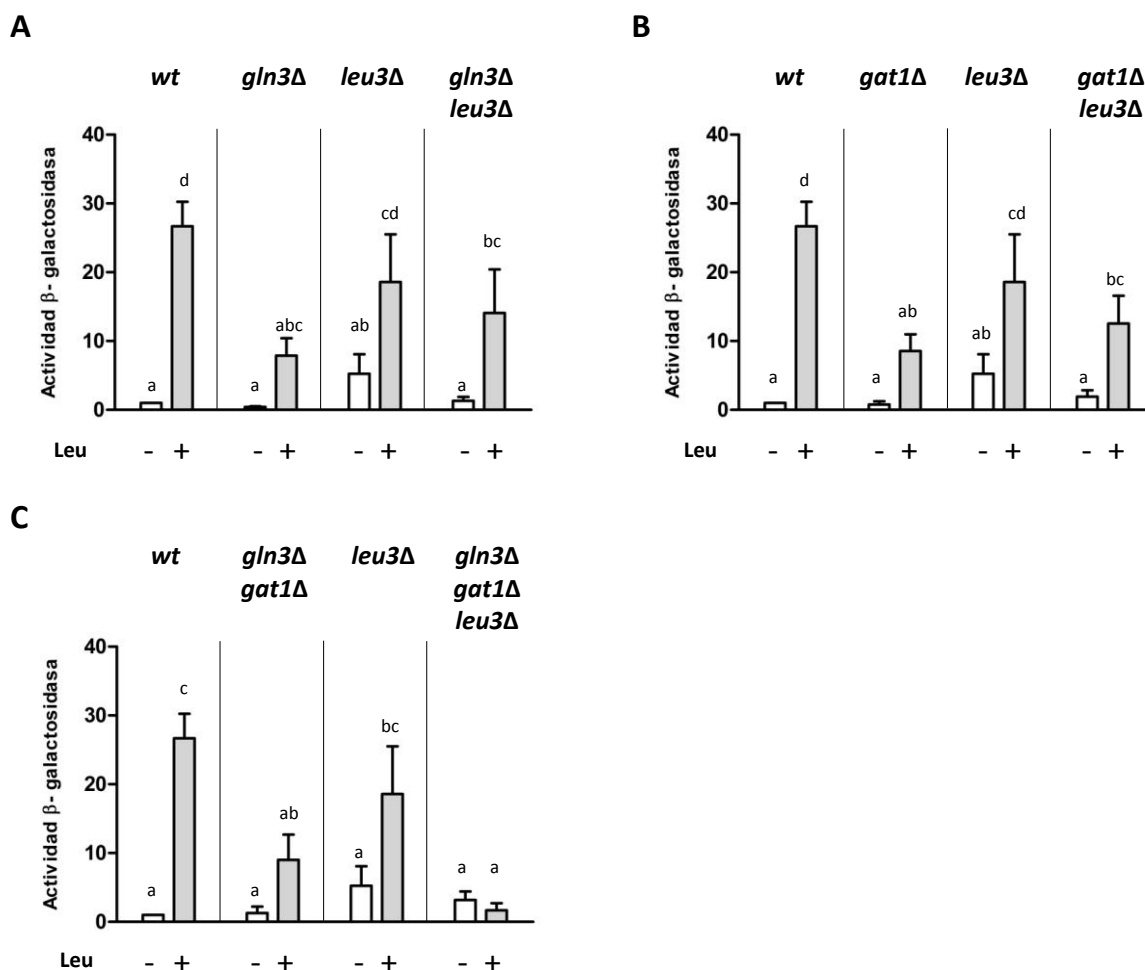 A
wt gln3Δ leu3Δ gln3Δ
leu3Δ
Actividad β- galactosidasa
40
30
20
10
0
a d a abc ab cd a bc
Leu - + - + - + - +
B
wt gat1Δ leu3Δ gat1Δ
leu3Δ
Actividad β- galactosidasa
40
30
20
10
0
a d a ab ab cd a bc
- + - + - + - +
C
wt gln3Δ leu3Δ gln3Δ
gat1Δ gat1Δ
leu3Δ
Actividad β- galactosidasa
40
30
20
10
0
a c a ab a bc a a
Leu - + - + - + - +